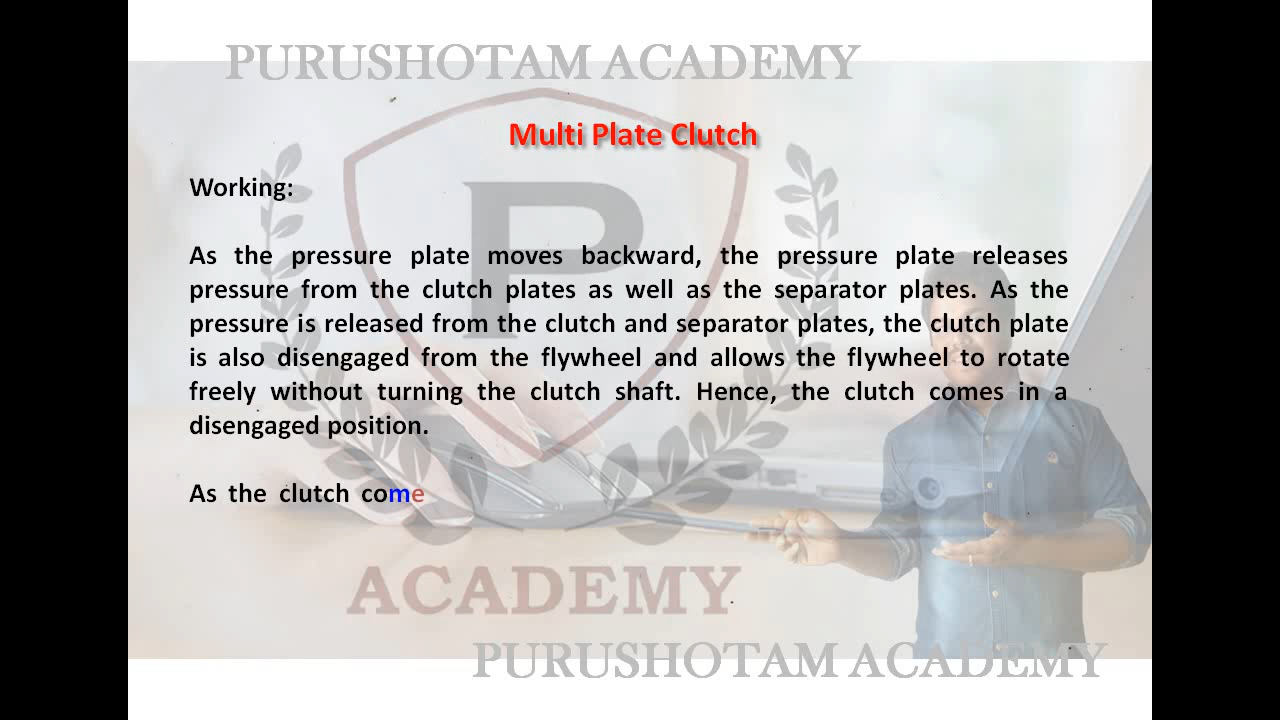 PURUSHOTAM ACADEMY
Multi Plate Clutch
Working:
As the pressure plate moves backward, the pressure plate releases
pressure from the clutch plates as well as the separator plates. As the
pressure is released from the clutch and separator plates, the clutch plate
is also disengaged from the flywheel and allows the flywheel to rotate
freely without turning the clutch shaft. Hence, the clutch comes in a
disengaged position.
As the clutch come
P
ACADEMY
PURUSHOTAM ACADEMY